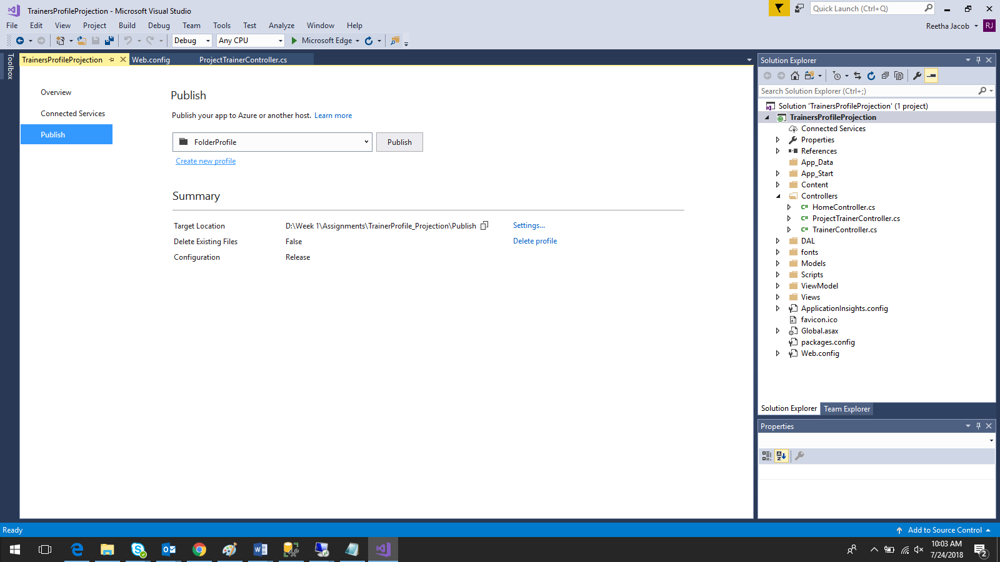 TrainersProfileProjection - Microsoft Visual Studio
Quick Launch (Ctrl+Q)
File Edit View Project Build Debug Team Tools Test Analyze Window Help
Reetha Jacob RJ
Debug Any CPU Microsoft Edge
Toolbox
TrainersProfileProjection Web.config ProjectTrainerController.cs
Overview
Connected Services
Publish
Publish
Publish your app to Azure or another host. Learn more
FolderProfile Publish
Create new profile
Summary
Target Location D:\Week 1\Assignments\TrainerProfile_Projection\Publish Settings...
Delete Existing Files False Delete profile
Configuration Release
Solution Explorer
Search Solution Explorer (Ctrl+;)
Solution 'TrainersProfileProjection' (1 project)
TrainersProfileProjection
Connected Services
Properties
References
App_Data
App_Start
Content
Controllers
C# HomeController.cs
C# ProjectTrainerController.cs
C# TrainerController.cs
DAL
fonts
Models
Scripts
ViewModel
Views
ApplicationInsights.config
favicon.ico
Global.asax
packages.config
Web.config
Solution Explorer Team Explorer
Properties
Ready
Add to Source Control
10:03 AM
7/24/2018
2